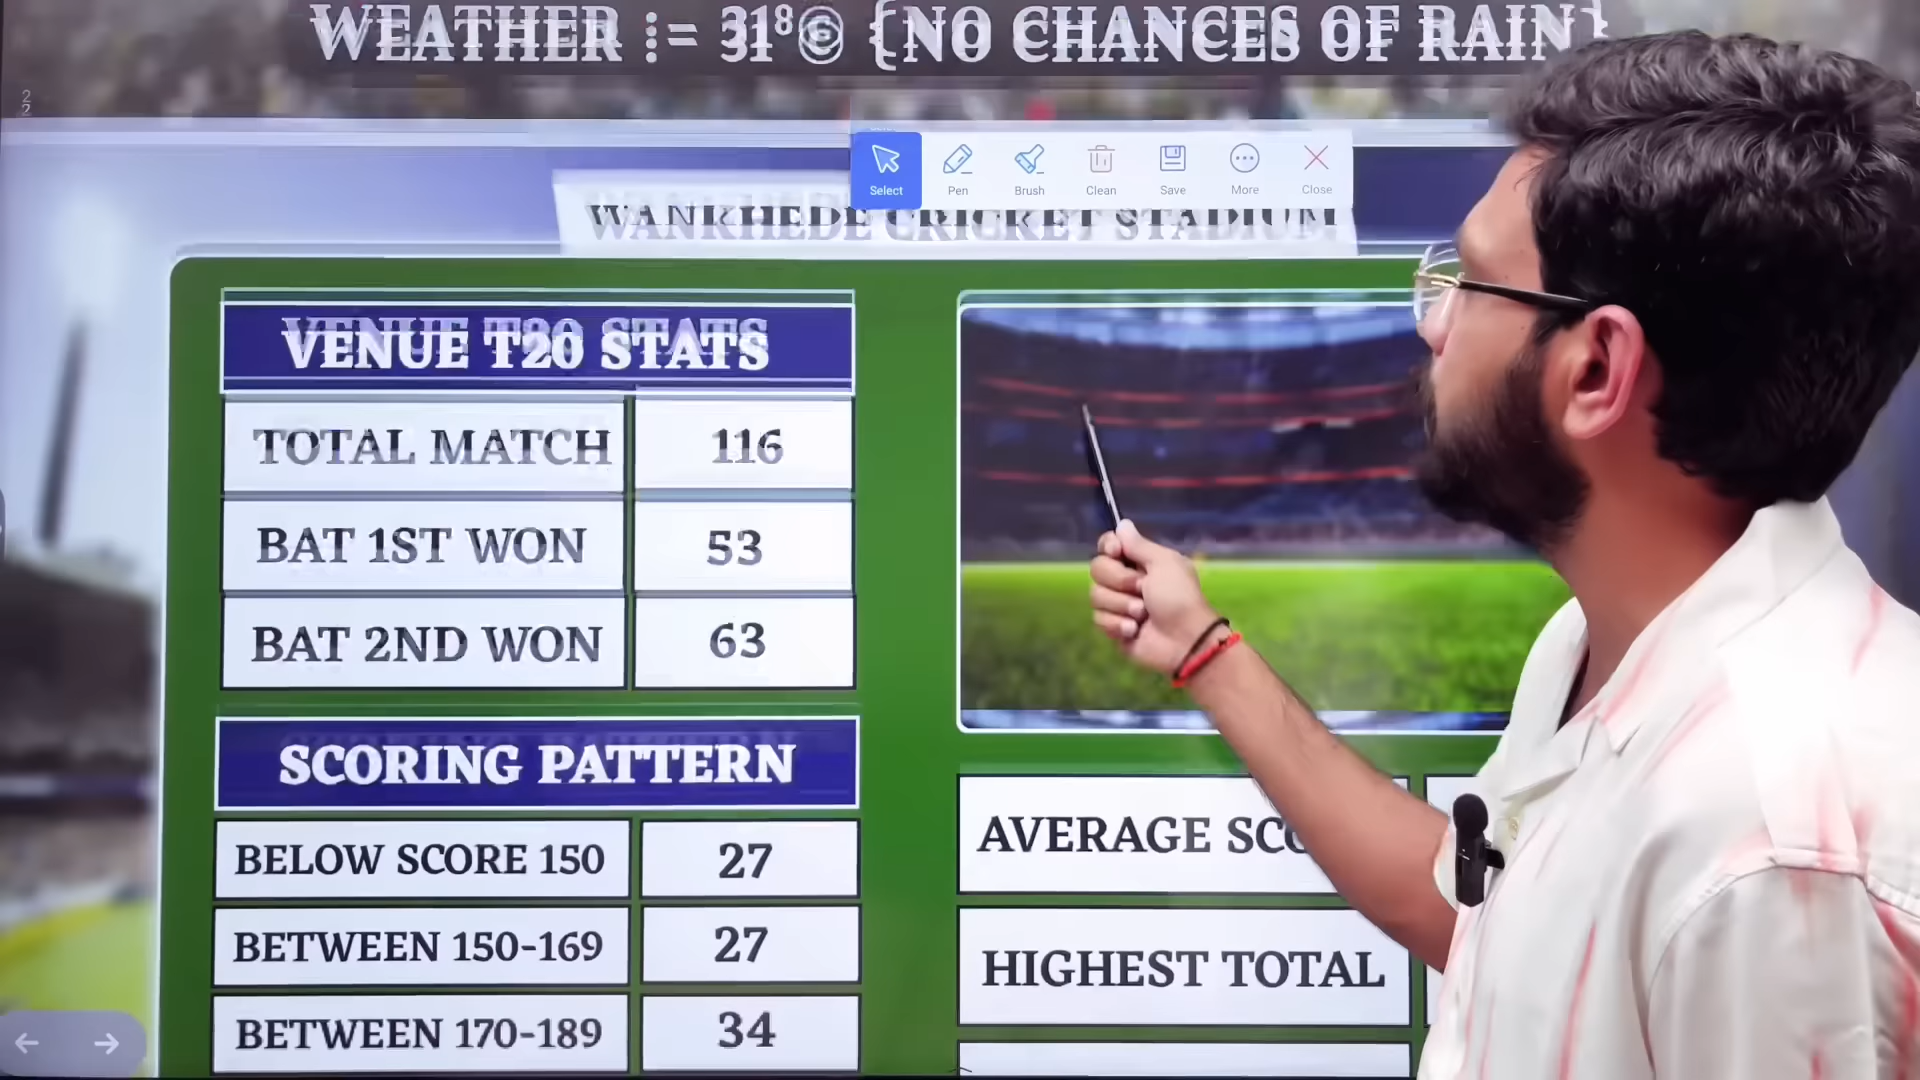 WEATHER := 31°© {NO CHANCES OF RAIN}
Select Pen Brush Clean Save More Close
WANKHEDE CRICKET STADIUM
VENUE T20 STATS
TOTAL MATCH 116
BAT 1ST WON 53
BAT 2ND WON 63
SCORING PATTERN
BELOW SCORE 150 27
BETWEEN 150-169 27
BETWEEN 170-189 34
AVERAGE
HIGHEST TOTAL